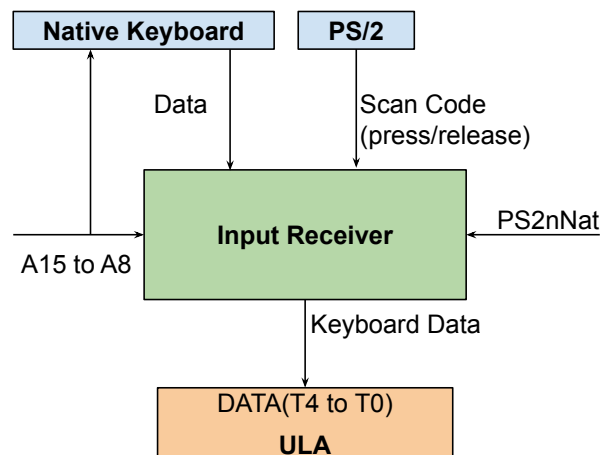 Native Keyboard
PS/2
Data
Scan Code
(press/release)
Input Receiver
PS2nNat
A15 to A8
Keyboard Data
DATA(T4 to T0)
ULA